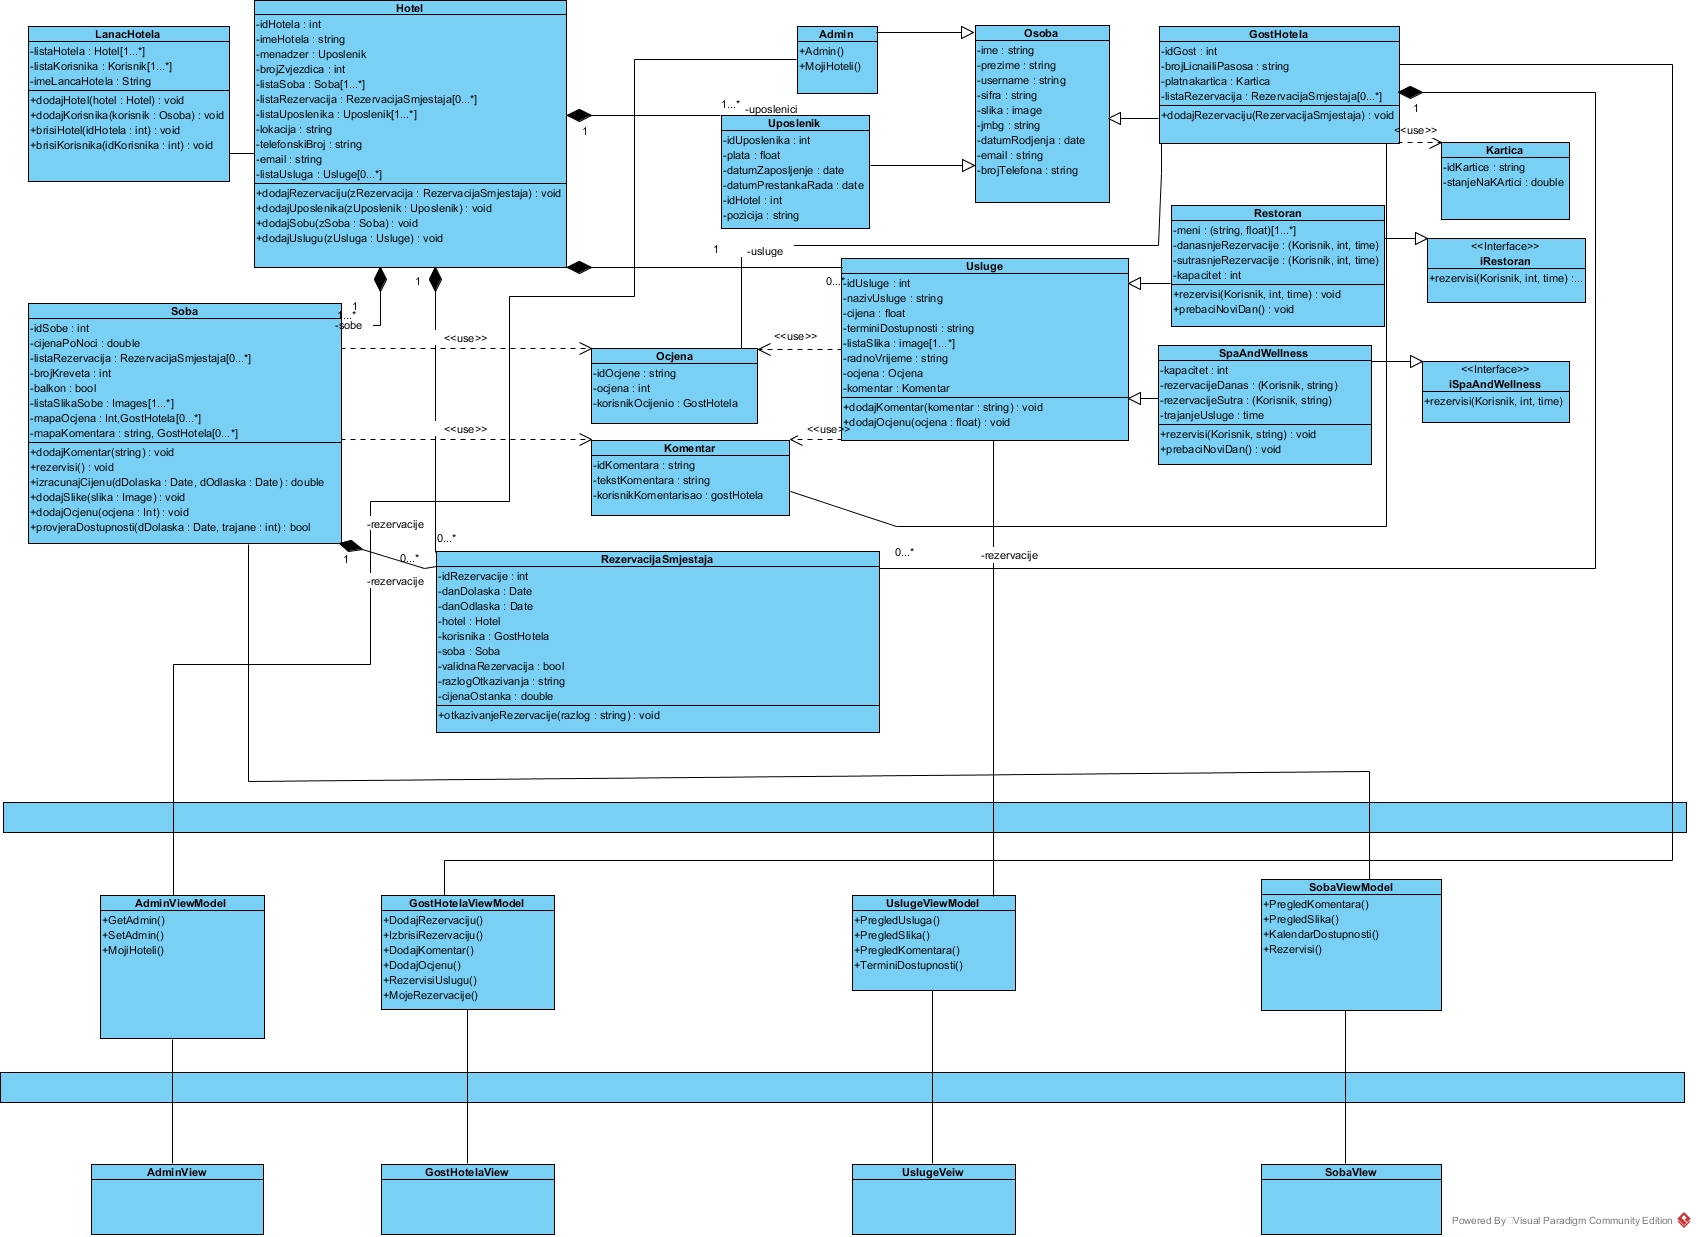 LanacHotela
-listaHotela : Hotel[1...*]
-listaKorisnika : Korisnik[1...*]
-imeLancaHotela : String
+dodajHotel(hotel : Hotel) : void
+dodajKorisnika(korisnik : Osoba) : void
+brisiHotel(idHotela : int) : void
+brisiKorisnika(idKorisnika : int) : void
Hotel
-idHotela : int
-imeHotela : string
-menadzer : Uposlenik
-brojZvjezdica : int
-listaSoba : Soba[1...*]
-listaRezervacija : RezervacijaSmjestaja[0...*]
-listaUposlenika : Uposlenik[1...*]
-lokacija : string
-telefonskiBroj : string
-email : string
-listaUsluga : Usluge[0...*]
+dodajRezervaciju(zRezervacija : RezervacijaSmjestaja) : void
+dodajUposlenika(zUposlenik : Uposlenik) : void
+dodajSobu(zSoba : Soba) : void
+dodajUslugu(zUsluga : Usluge) : void
1
1...*
-uposlenici
Admin
+Admin()
+MojiHoteli()
Uposlenik
-idUposlenika : int
-plata : float
-datumZaposljenje : date
-datumPrestankaRada : date
-idHotel : int
-pozicija : string
Osoba
-ime : string
-prezime : string
-username : string
-sifra : string
-slika : image
-jmbg : string
-datumRodjenja : date
-email : string
-brojTelefona : string
GostHotela
-idGost : int
-brojLicnailiPasosa : string
-platnakartica : Kartica
-listaRezervacija : RezervacijaSmjestaja[0...*]
+dodajRezervaciju(RezervacijaSmjestaja) : void
1
<<use>>
Kartica
-idKartice : string
-stanjeNaKArtici : double
Restoran
-meni : (string, float)[1...*]
-danasnjeRezervacije : (Korisnik, int, time)
-sutrasnjeRezervacije : (Korisnik, int, time)
-kapacitet : int
+rezervisi(Korisnik, int, time) : void
+prebaciNoviDan() : void
<<Interface>>
iRestoran
+rezervisi(Korisnik, int, time) :...
SpaAndWellness
-kapacitet : int
-rezervacijeDanas : (Korisnik, string)
-rezervacijeSutra : (Korisnik, string)
-trajanjeUsluge : time
+rezervisi(Korisnik, string) : void
+prebaciNoviDan() : void
<<Interface>>
iSpaAndWellness
+rezervisi(Korisnik, int, time)
1
-usluge
0...*
Usluge
-idUsluge : int
-nazivUsluge : string
-cijena : float
-terminiDostupnosti : string
-listaSlika : image[1...*]
-radnoVrijeme : string
-ocjena : Ocjena
-komentar : Komentar
+dodajKomentar(komentar : string) : void
+dodajOcjenu(ocjena : float) : void
1
1
1...*
-sobe
Soba
-idSobe : int
-cijenaPoNoci : double
-listaRezervacija : RezervacijaSmjestaja[0...*]
-brojKreveta : int
-balkon : bool
-listaSlikaSobe : Images[1...*]
-mapaOcjena : Int,GostHotela[0...*]
-mapaKomentara : string, GostHotela[0...*]
+dodajKomentar(string) : void
+rezervisi() : void
+izracunajCijenu(dDolaska : Date, dOdlaska : Date) : double
+dodajSlike(slika : Image) : void
+dodajOcjenu(ocjena : Int) : void
+provjeraDostupnosti(dDolaska : Date, trajane : int) : bool
<<use>>
<<use>>
Ocjena
-idOcjene : string
-ocjena : int
-korisnikOcijenio : GostHotela
<<use>>
<<use>>
Komentar
-idKomentara : string
-tekstKomentara : string
-korisnikKomentarisao : gostHotela
-rezervacije
0...*
1
0...*
-rezervacije
0...*
-rezervacije
RezervacijaSmjestaja
-idRezervacije : int
-danDolaska : Date
-danOdlaska : Date
-hotel : Hotel
-korisnika : GostHotela
-soba : Soba
-validnaRezervacija : bool
-razlogOtkazivanja : string
-cijenaOstanka : double
+otkazivanjeRezervacije(razlog : string) : void
AdminViewModel
+GetAdmin()
+SetAdmin()
+MojiHoteli()
GostHotelaViewModel
+DodajRezervaciju()
+IzbrisiRezervaciju()
+DodajKomentar()
+DodajOcjenu()
+RezervisiUslugu()
+MojeRezervacije()
UslugeViewModel
+PregledUsluga()
+PregledSlika()
+PregledKomentara()
+TerminiDostupnosti()
SobaViewModel
+PregledKomentara()
+PregledSlika()
+KalendarDostupnosti()
+Rezervisi()
AdminView
GostHotelaView
UslugeVeiw
SobaVIew
Powered By Visual Paradigm Community Edition